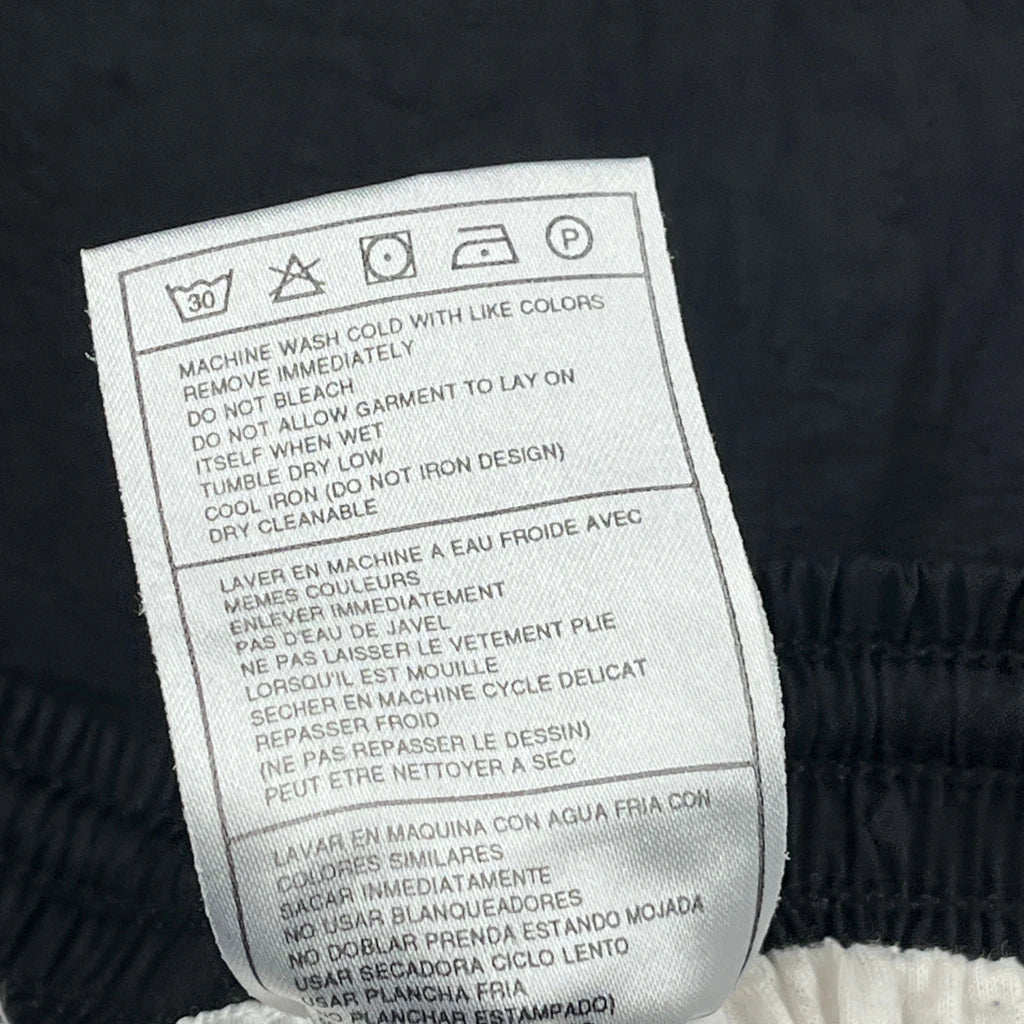 30
P
MACHINE WASH COLD WITH LIKE COLORS
REMOVE IMMEDIATELY
DO NOT BLEACH
DO NOT ALLOW GARMENT TO LAY ON
ITSELF WHEN WET
TUMBLE DRY LOW
COOL IRON (DO NOT IRON DESIGN)
DRY CLEANABLE
LAVER EN MACHINE A EAU FROIDE AVEC
MEMES COULEURS
ENLEVER IMMEDIATEMENT
PAS D'EAU DE JAVEL
NE PAS LAISSER LE VETEMENT PLIE
LORSQU'IL EST MOUILLE
SECHER EN MACHINE CYCLE DELICAT
REPASSER FROID
(NE PAS REPASSER LE DESSIN)
PEUT ETRE NETTOYER A SEC
LAVAR EN MAQUINA CON AGUA FRIA CON
COLORES SIMILARES
SACAR INMEDIATAMENTE
NO USAR BLANQUEADORES
NO DOBLAR PRENDA ESTANDO MOJADA
USAR SECADORA CICLO LENTO
USAR PLANCHA FRIA
PLANCHAR ESTAMPADO)